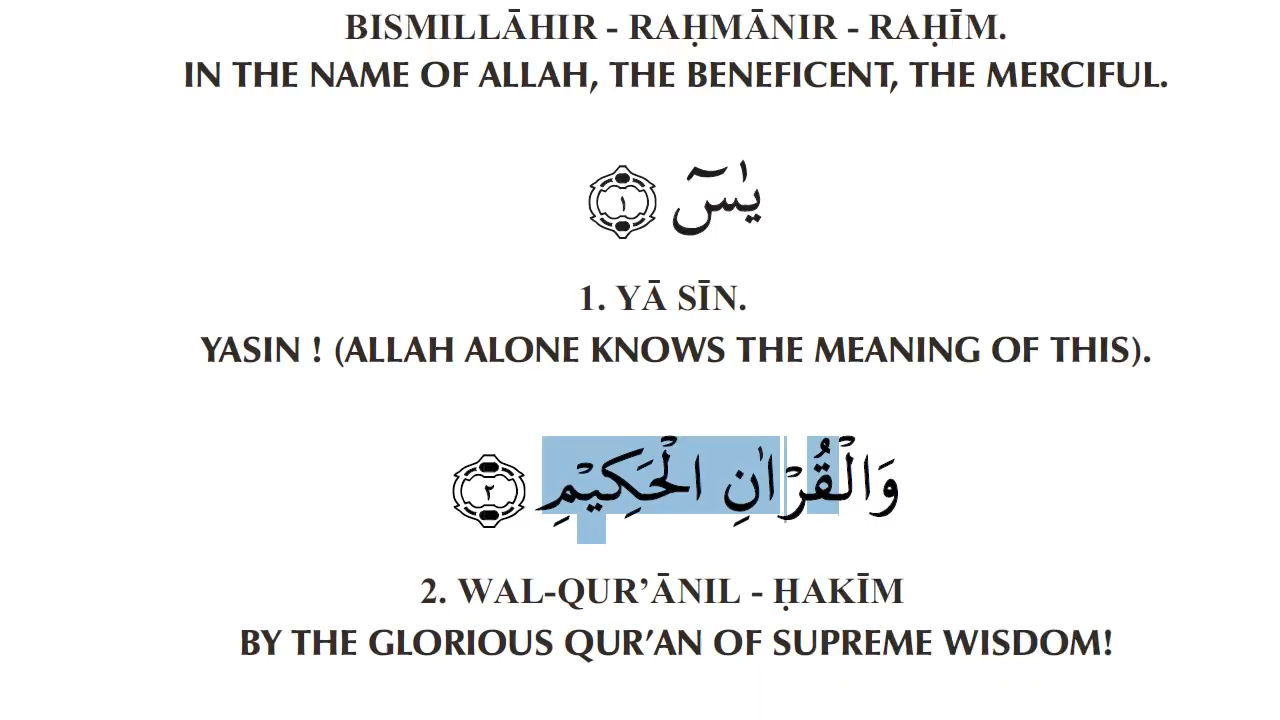 BISMILLĀHIR - RAḤMĀNIR - RAḤĪM.
IN THE NAME OF ALLAH, THE BENEFICENT, THE MERCIFUL.
يٰسٓ ١
1. YĀ SĪN.
YASIN ! (ALLAH ALONE KNOWS THE MEANING OF THIS).
وَالْقُرْاٰنِ الْحَكِيْمِ ٢
2. WAL-QUR’ĀNIL - ḤAKĪM
BY THE GLORIOUS QUR’AN OF SUPREME WISDOM!